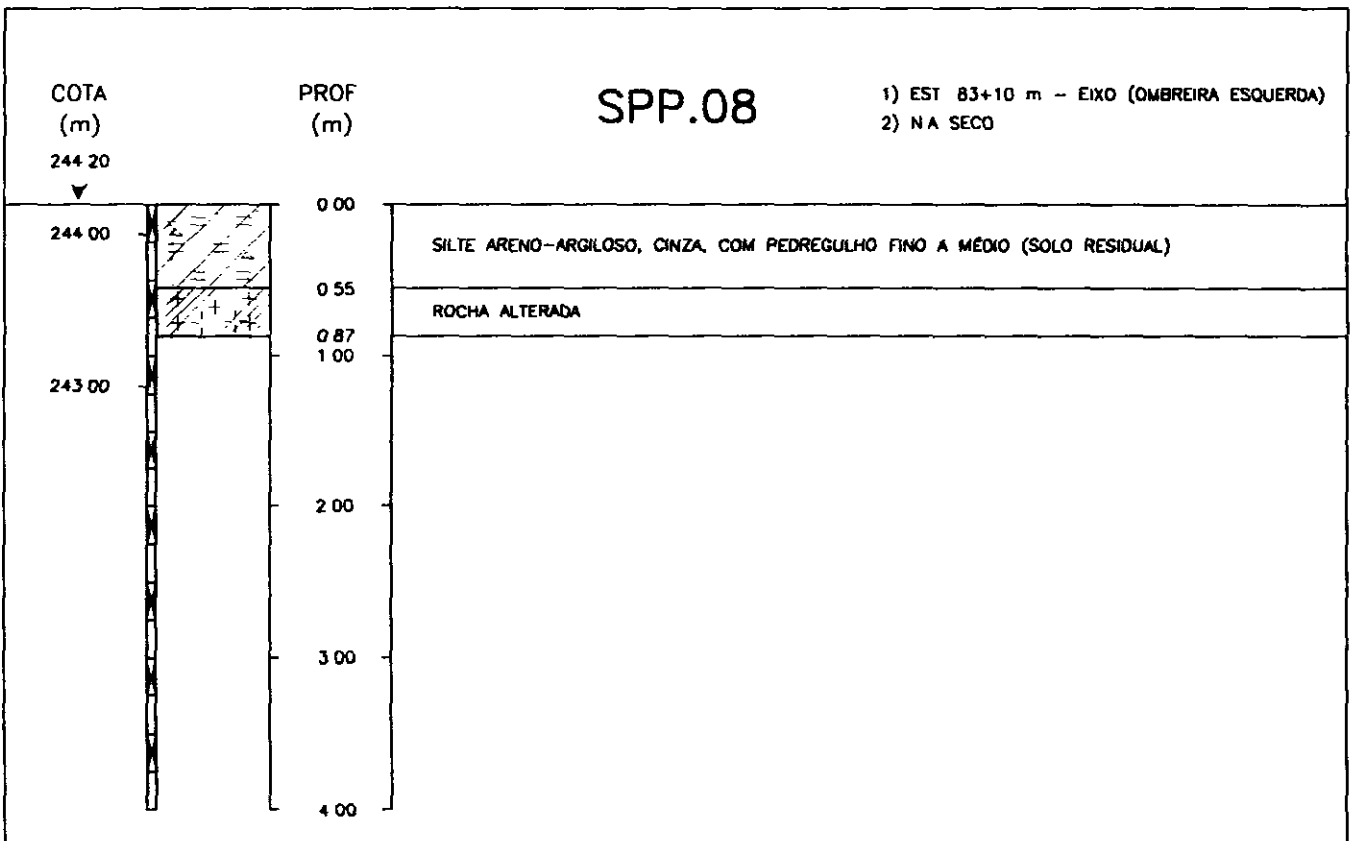 COTA
(m)
244 20
PROF
(m)
SPP.08
1) EST 83+10 m - EIXO (OMBREIRA ESQUERDA)
2) N A SECO
0 00
244 00
SILTE ARENO-ARGILOSO, CINZA, COM PEDREGULHO FINO A MÉDIO (SOLO RESIDUAL)
0 55
ROCHA ALTERADA
0 87
1 00
243 00
2 00
3 00
4 00